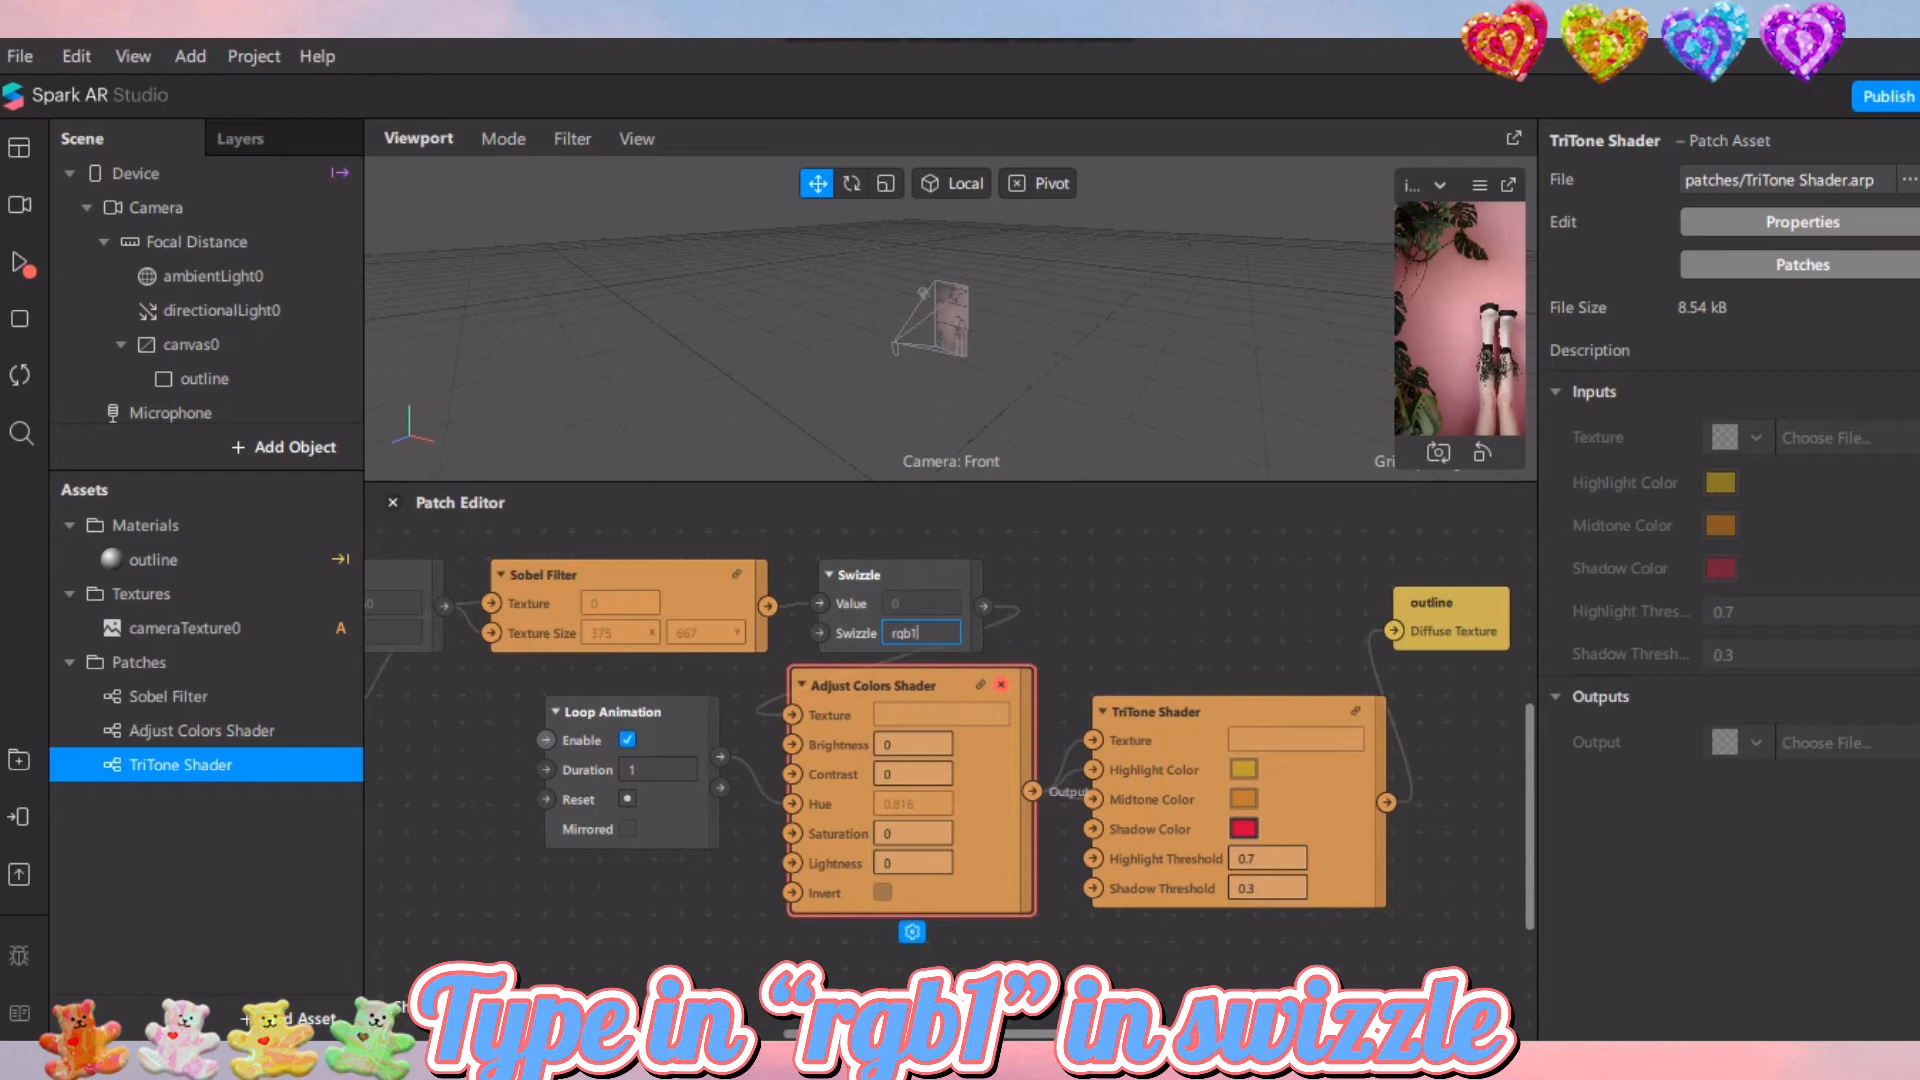 File Edit View Add Project Help
Spark AR Studio
Publish
Scene Layers
Device
Camera
Focal Distance
ambientLight0
directionalLight0
canvas0
outline
Microphone
+ Add Object
Assets
Materials
outline
Textures
cameraTexture0 A
Patches
Sobel Filter
Adjust Colors Shader
TriTone Shader
Asset
Viewport Mode Filter View
Local Pivot
i...
Camera: Front
Gri
Patch Editor
Sobel Filter
Texture 0
Texture Size 375 X 667 Y
Swizzle
Value 0
Swizzle rgb1
Loop Animation
Enable
Duration 1
Reset
Mirrored
Adjust Colors Shader
Texture
Brightness 0
Contrast 0
Hue 0.816
Saturation 0
Lightness 0
Invert
Output
TriTone Shader
Texture
Highlight Color
Midtone Color
Shadow Color
Highlight Threshold 0.7
Shadow Threshold 0.3
outline
Diffuse Texture
TriTone Shader – Patch Asset
File patches/TriTone Shader.arp ...
Edit Properties
Patches
File Size 8.54 kB
Description
Inputs
Texture Choose File...
Highlight Color
Midtone Color
Shadow Color
Highlight Thres... 0.7
Shadow Thresh... 0.3
Outputs
Output Choose File...
Type in “rgb1” in swizzle